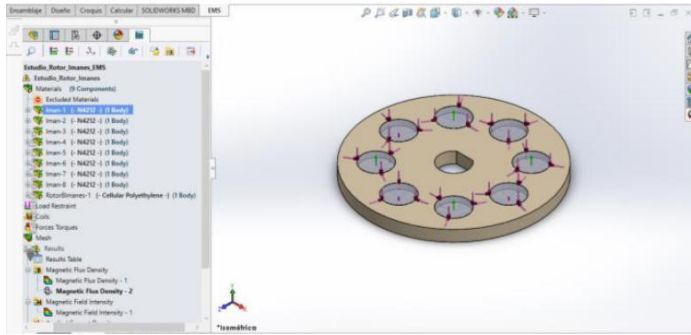 Ensamblaje Diseño Croquis Calcular SOLIDWORKS MBD EMS
Estudio_Rotor_Imanes_EMS
Estudio_Rotor_Imanes
Materials (9 Components)
Excluded Materials
Iman-1 (- N4212 -) (1 Body)
Iman-2 (- N4212 -) (1 Body)
Iman-3 (- N4212 -) (1 Body)
Iman-4 (- N4212 -) (1 Body)
Iman-5 (- N4212 -) (1 Body)
Iman-6 (- N4212 -) (1 Body)
Iman-7 (- N4212 -) (1 Body)
Iman-8 (- N4212 -) (1 Body)
Rotor8Imanes-1 (- Cellular Polyethylene -) (1 Body)
Load Restraint
Coils
Forces Torques
Mesh
Results
Results Table
Magnetic Flux Density
Magnetic Flux Density - 1
Magnetic Flux Density - 2
Magnetic Field Intensity
Magnetic Field Intensity - 1
*Isométrica